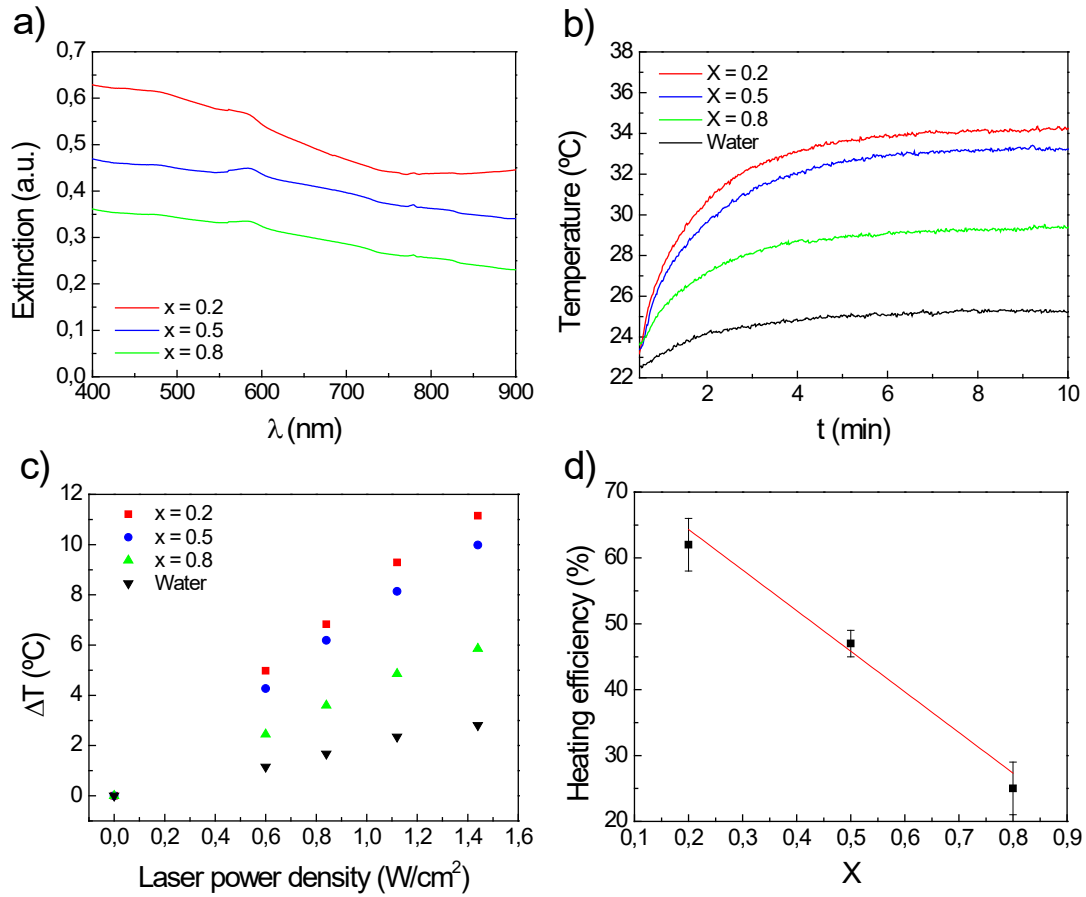 a)
0,7
0,6
0,5
0,4
0,3
0,2
0,1
0,0
Extinction (a.u.)
x = 0.2
x = 0.5
x = 0.8
400 500 600 700 800 900
λ (nm)
b)
38
36
34
32
30
28
26
24
22
Temperature (ºC)
X = 0.2
X = 0.5
X = 0.8
Water
2 4 6 8 10
t (min)
c)
12
10
8
6
4
2
0
ΔT (ºC)
x = 0.2
x = 0.5
x = 0.8
Water
0,0 0,2 0,4 0,6 0,8 1,0 1,2 1,4 1,6
Laser power density (W/cm²)
d)
70
60
50
40
30
20
Heating efficiency (%)
0,1 0,2 0,3 0,4 0,5 0,6 0,7 0,8 0,9
X